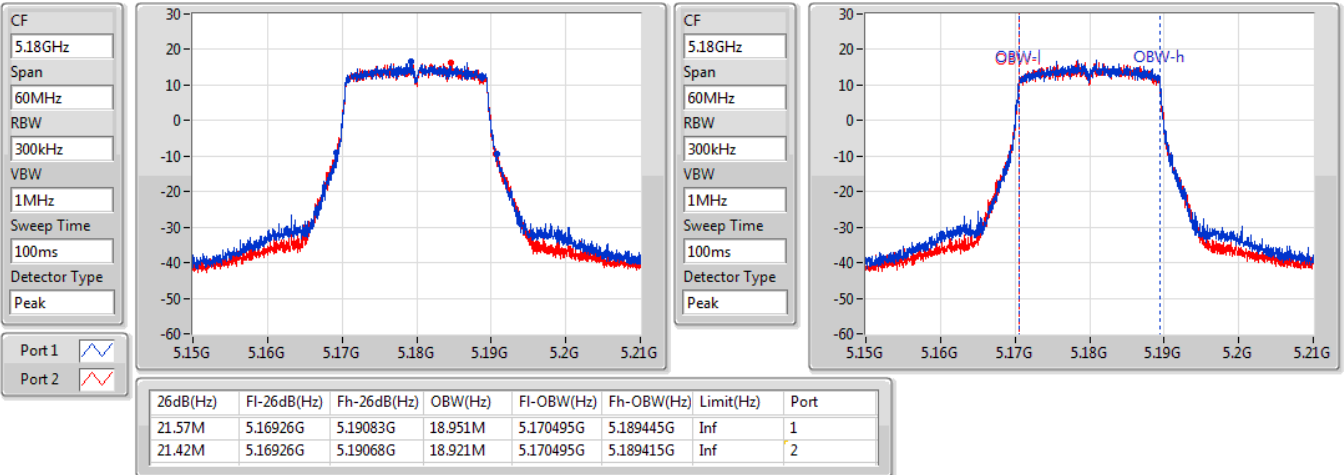 CF
5.18GHz
Span
60MHz
RBW
300kHz
VBW
1MHz
Sweep Time
100ms
Detector Type
Peak
Port 1
Port 2
30
20
10
0
-10
-20
-30
-40
-50
-60
5.15G 5.16G 5.17G 5.18G 5.19G 5.2G 5.21G
CF
5.18GHz
Span
60MHz
RBW
300kHz
VBW
1MHz
Sweep Time
100ms
Detector Type
Peak
30
20
10
0
-10
-20
-30
-40
-50
-60
OBW-l OBW-h
5.15G 5.16G 5.17G 5.18G 5.19G 5.2G 5.21G
26dB(Hz) Fl-26dB(Hz) Fh-26dB(Hz) OBW(Hz) Fl-OBW(Hz) Fh-OBW(Hz) Limit(Hz) Port
21.57M 5.16926G 5.19083G 18.951M 5.170495G 5.189445G Inf 1
21.42M 5.16926G 5.19068G 18.921M 5.170495G 5.189415G Inf 2